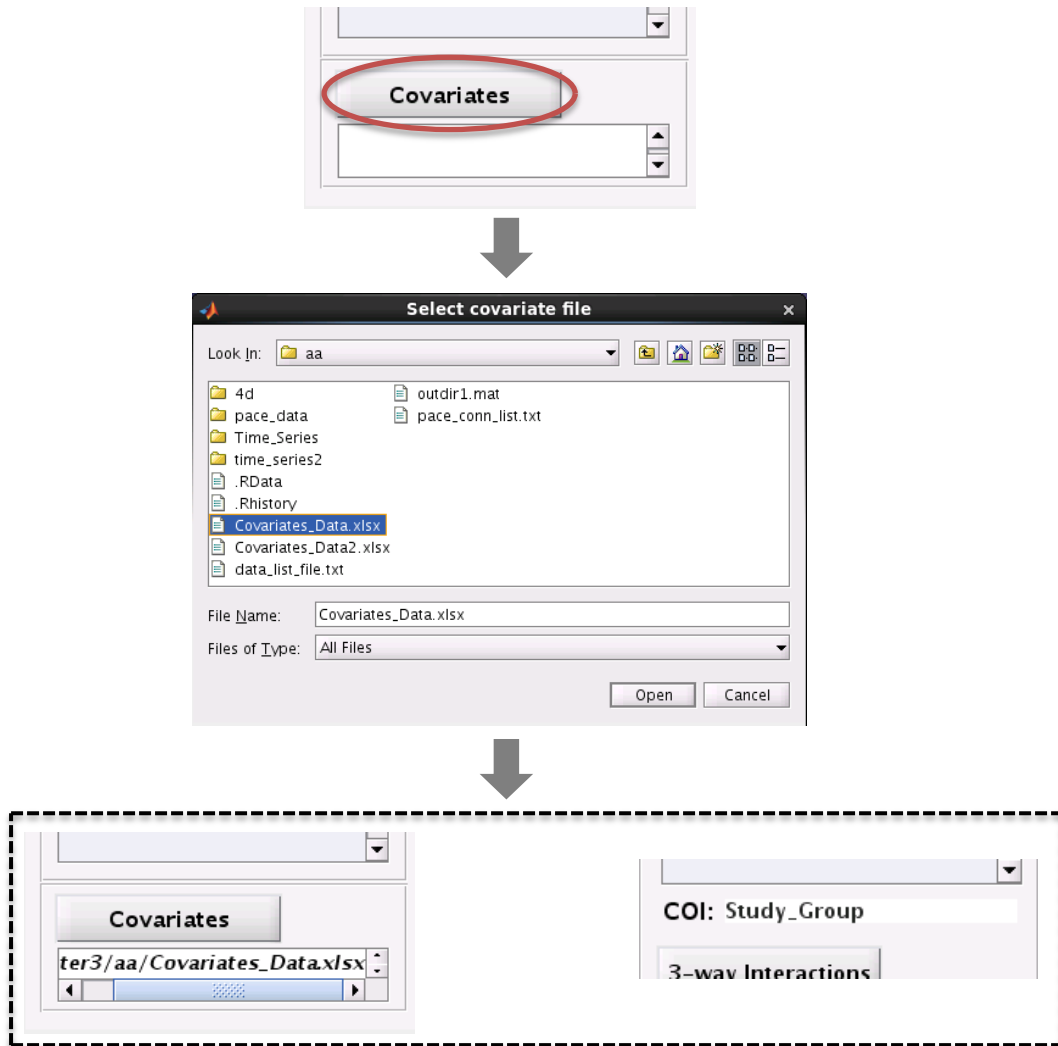 Covariates
Select covariate file
Look In: aa
4d
pace_data
Time_Series
time_series2
.RData
.Rhistory
Covariates_Data.xlsx
Covariates_Data2.xlsx
data_list_file.txt
outdir1.mat
pace_conn_list.txt
File Name: Covariates_Data.xlsx
Files of Type: All Files
Open Cancel
Covariates
ter3/aa/Covariates_Data.xlsx
COI: Study_Group
3-way Interactions